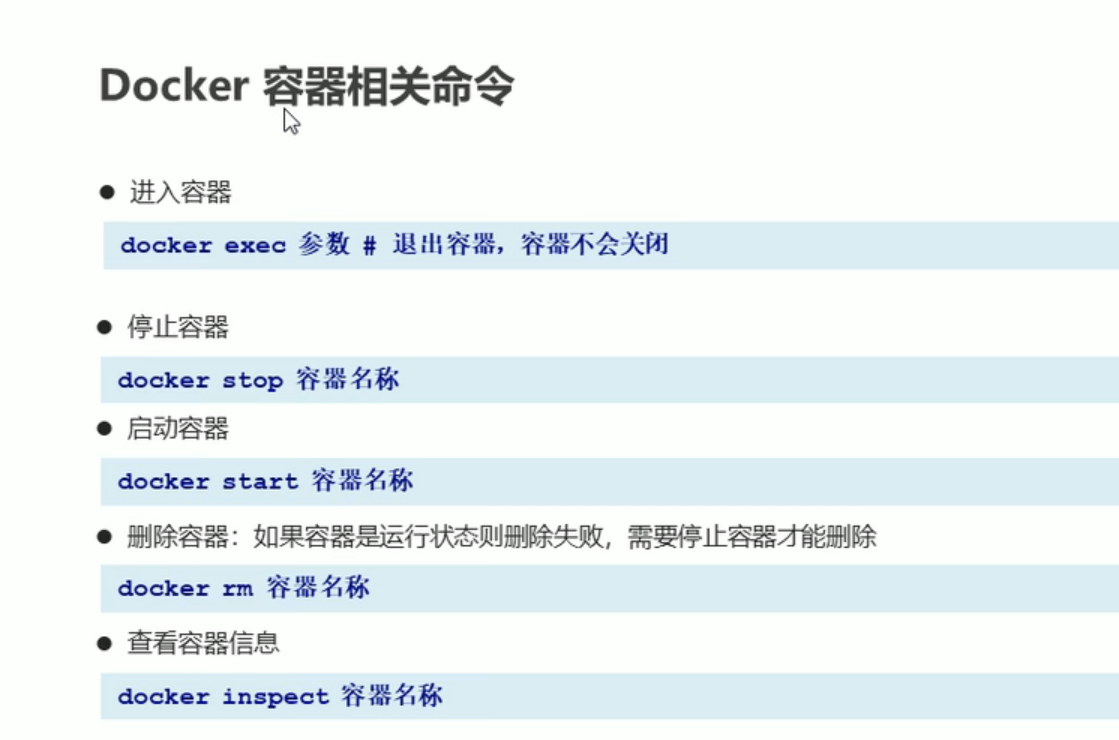 Docker 容器相关命令
● 进入容器
docker exec 参数 # 退出容器，容器不会关闭
● 停止容器
docker stop 容器名称
● 启动容器
docker start 容器名称
● 删除容器：如果容器是运行状态则删除失败，需要停止容器才能删除
docker rm 容器名称
● 查看容器信息
docker inspect 容器名称